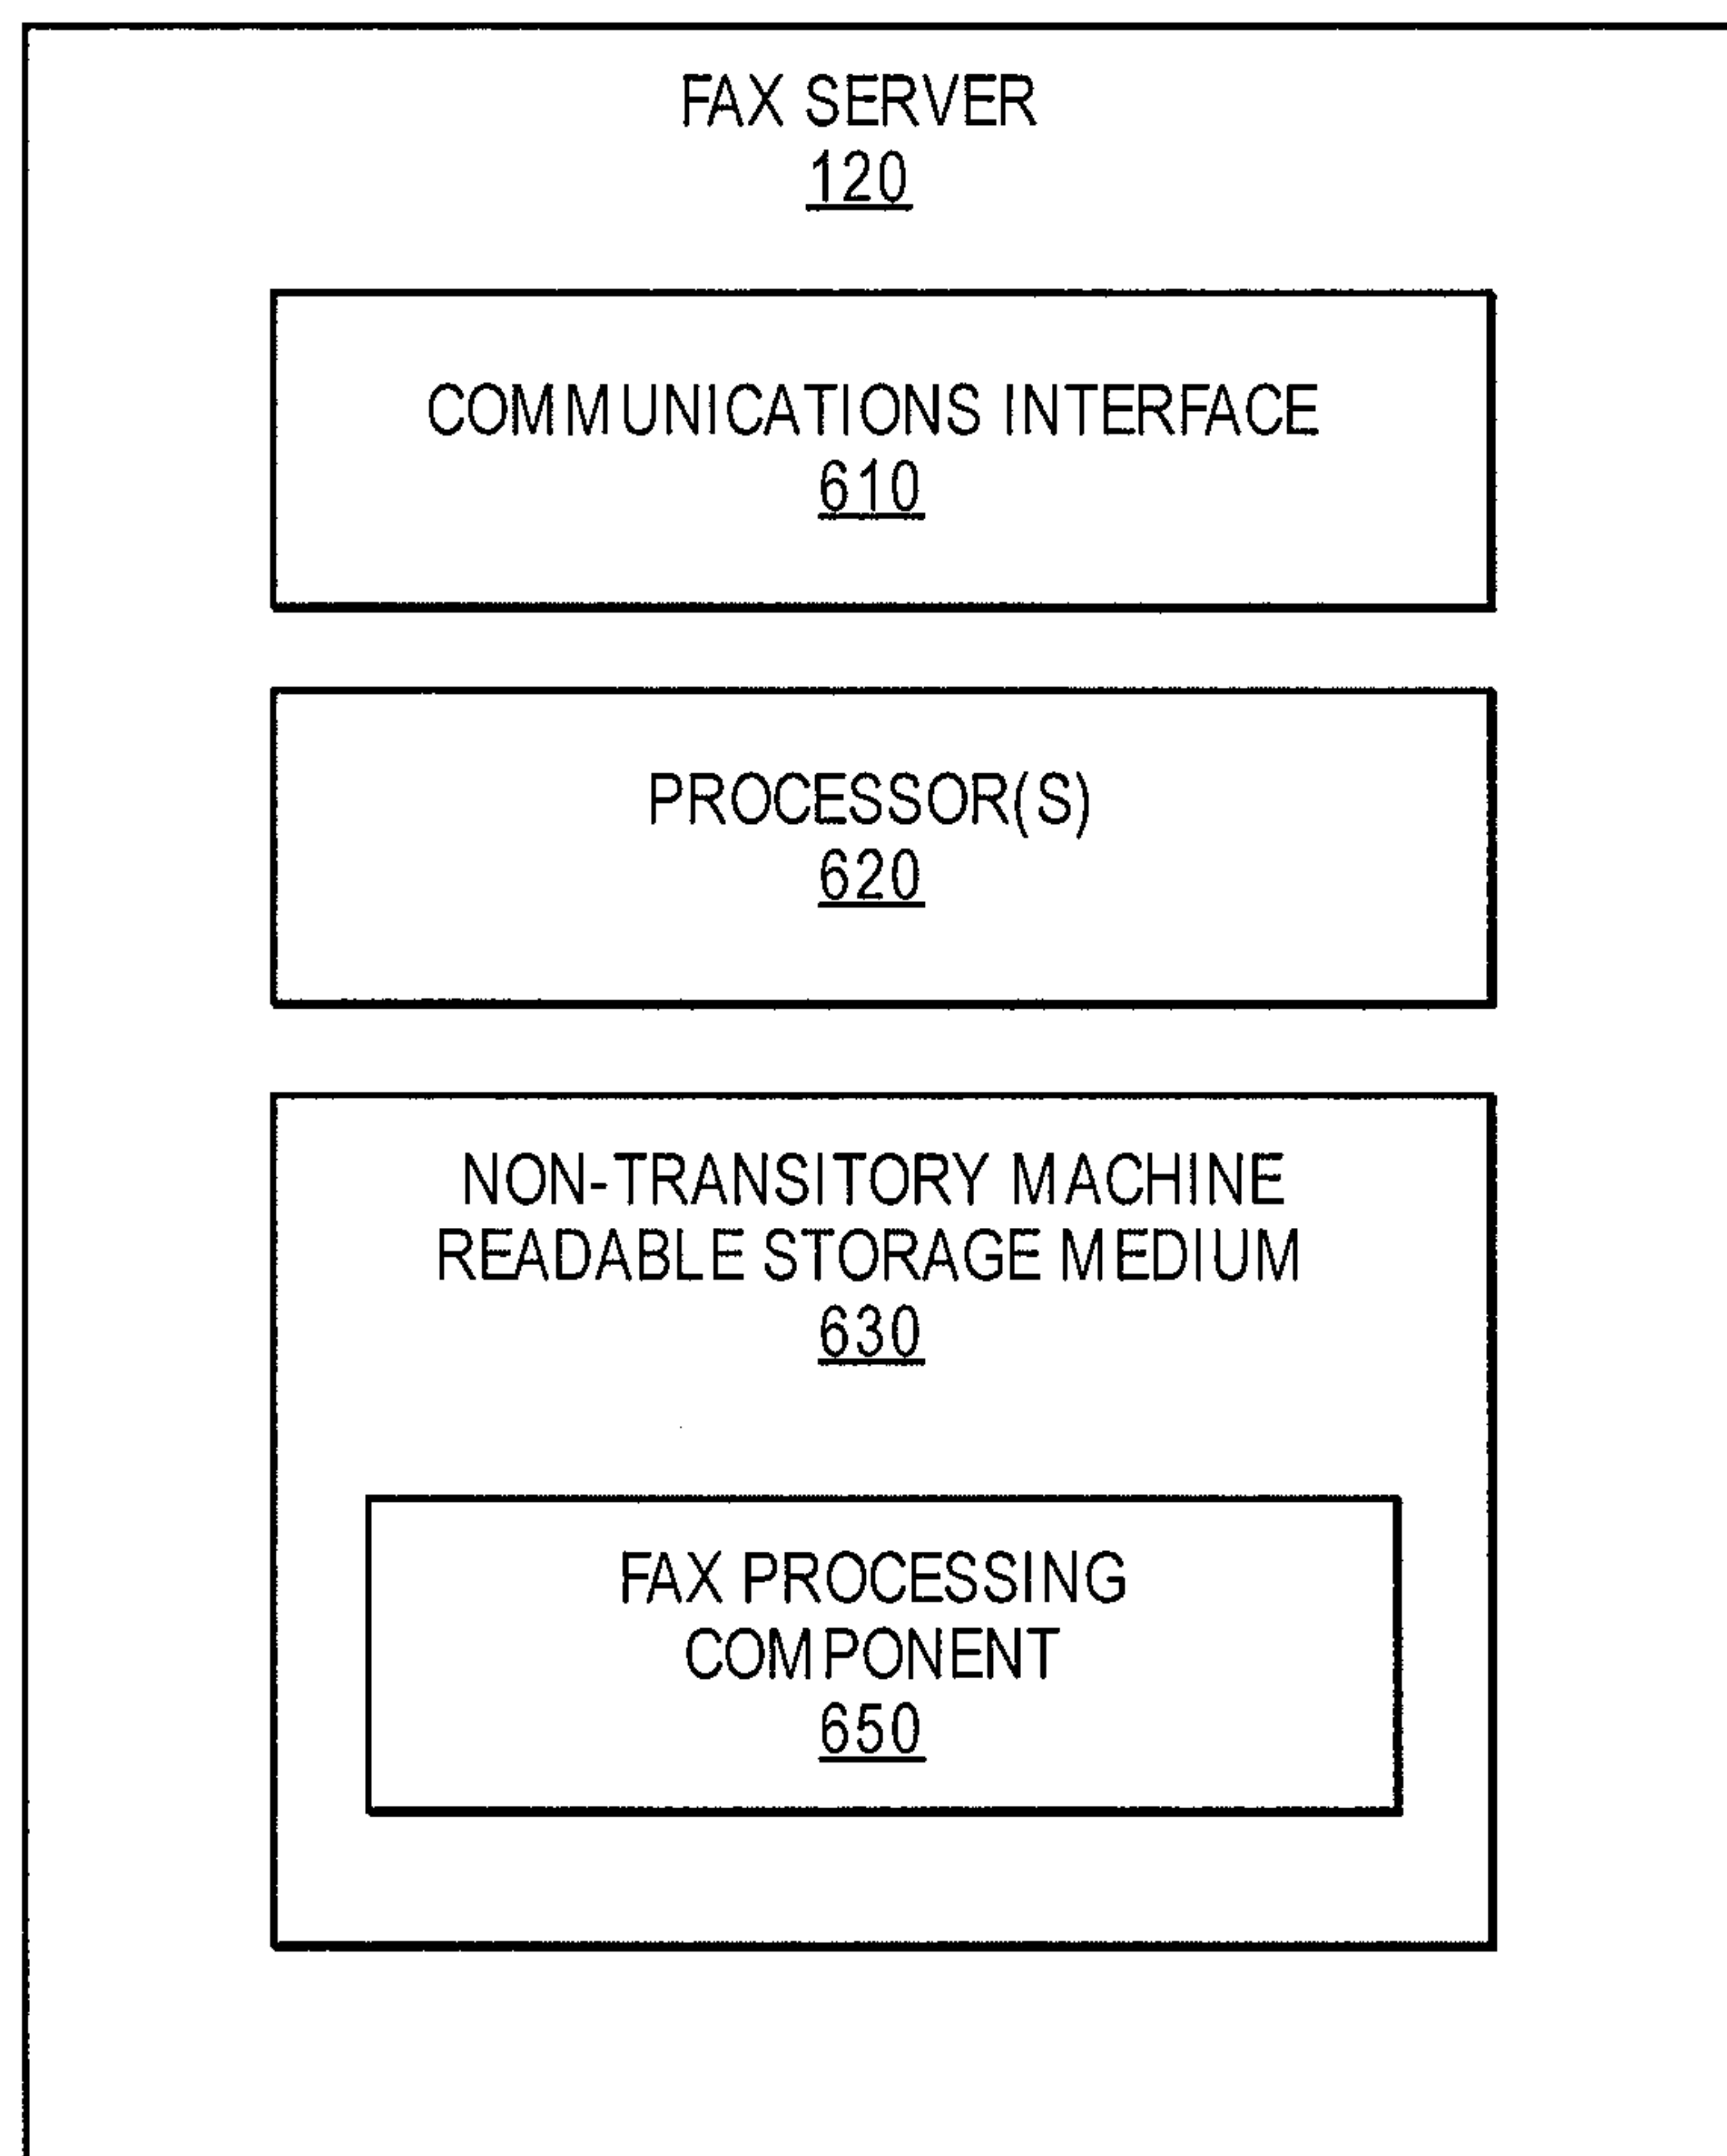 FAX SERVER
120
COMMUNICATIONS INTERFACE
610
PROCESSOR(S)
620
NON-TRANSITORY MACHINE
READABLE STORAGE MEDIUM
630
FAX PROCESSING
COMPONENT
650